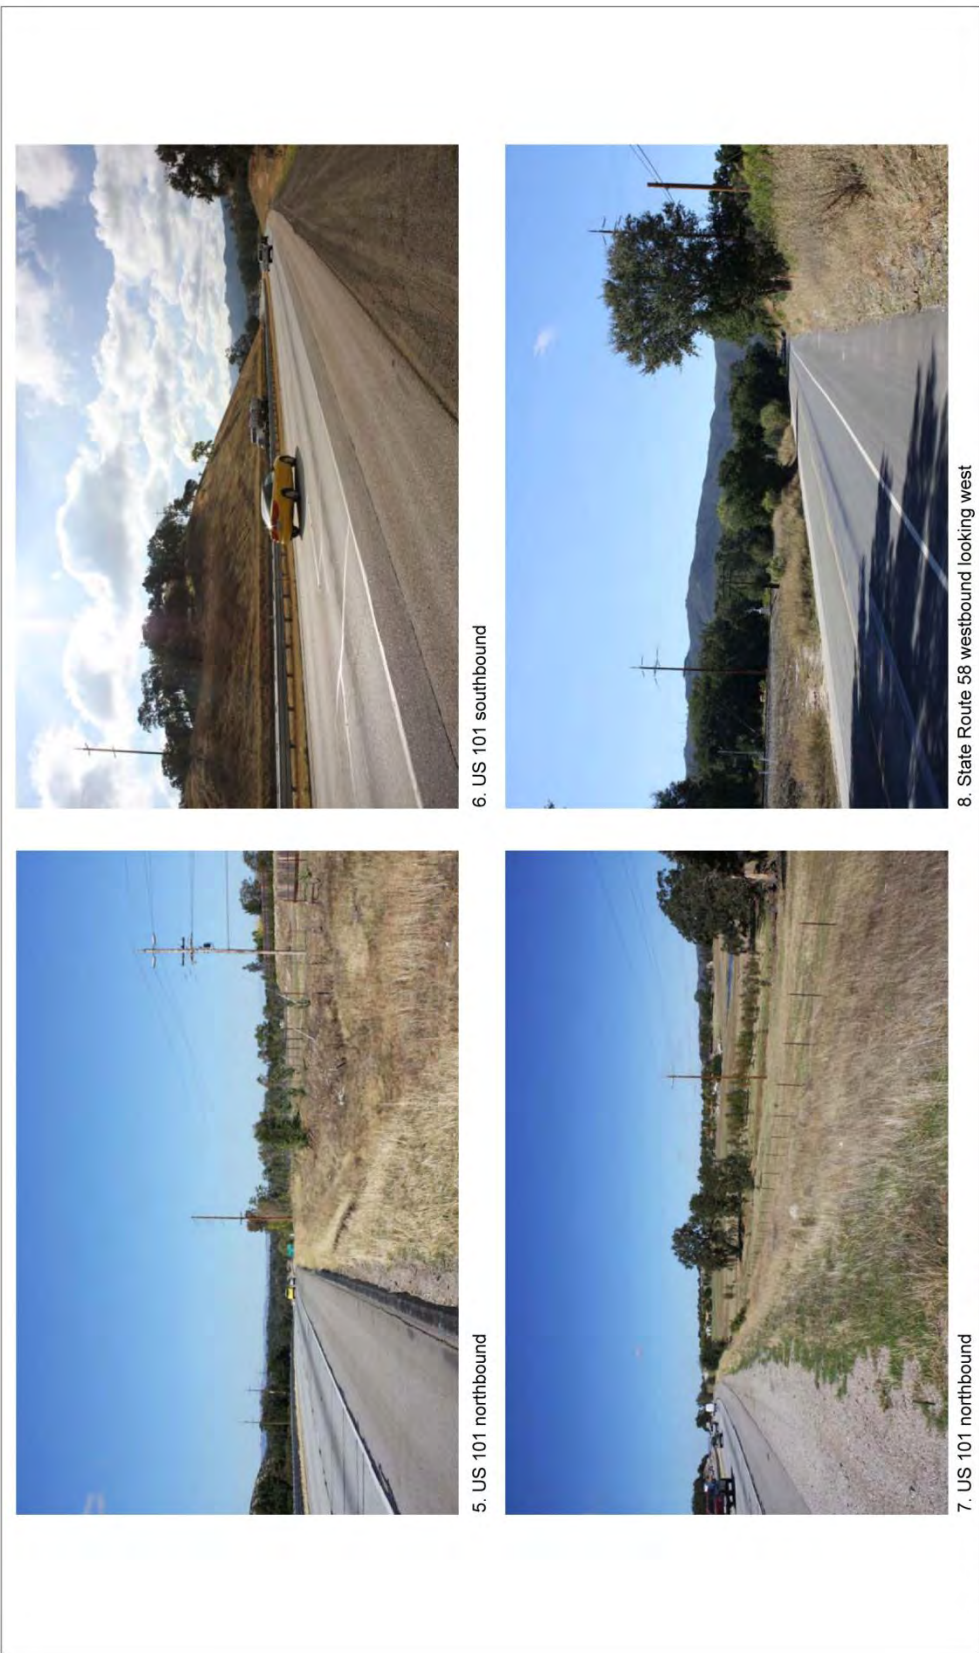 5. US 101 northbound
6. US 101 southbound
7. US 101 northbound
8. State Route 58 westbound looking west